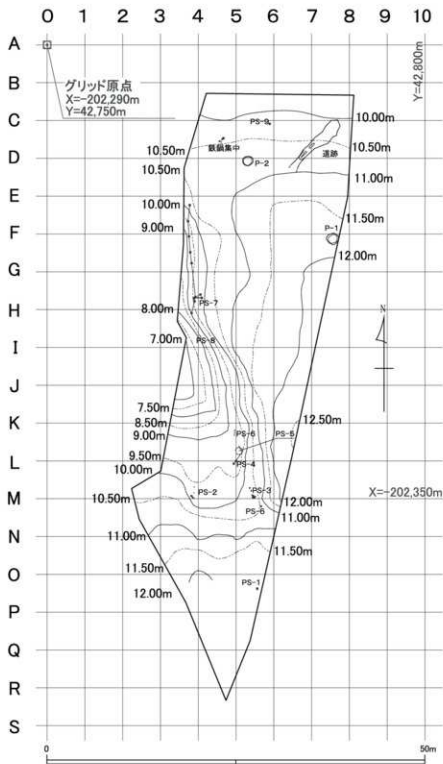 0 1 2 3 4 5 6 7 8 9 10
A
B
C
D
E
F
G
H
I
J
K
L
M
N
O
P
Q
R
S
グリッド原点
X=-202,290m
Y=42,750m
Y=42,800m
X=-202,350m
PS-9
鉄鍋集中
P-2
道跡
10.00m
10.50m
11.00m
11.50m
P-1
12.00m
10.50m
10.50m
10.00m
9.00m
PS-7
8.00m
PS-8
7.00m
N
7.50m
8.50m
9.00m
12.50m
PS-6
PS-5
9.50m
PS-4
10.00m
10.50m
PS-2
PS-3
12.00m
11.00m
11.00m
11.50m
11.50m
12.00m
PS-1
0
50m